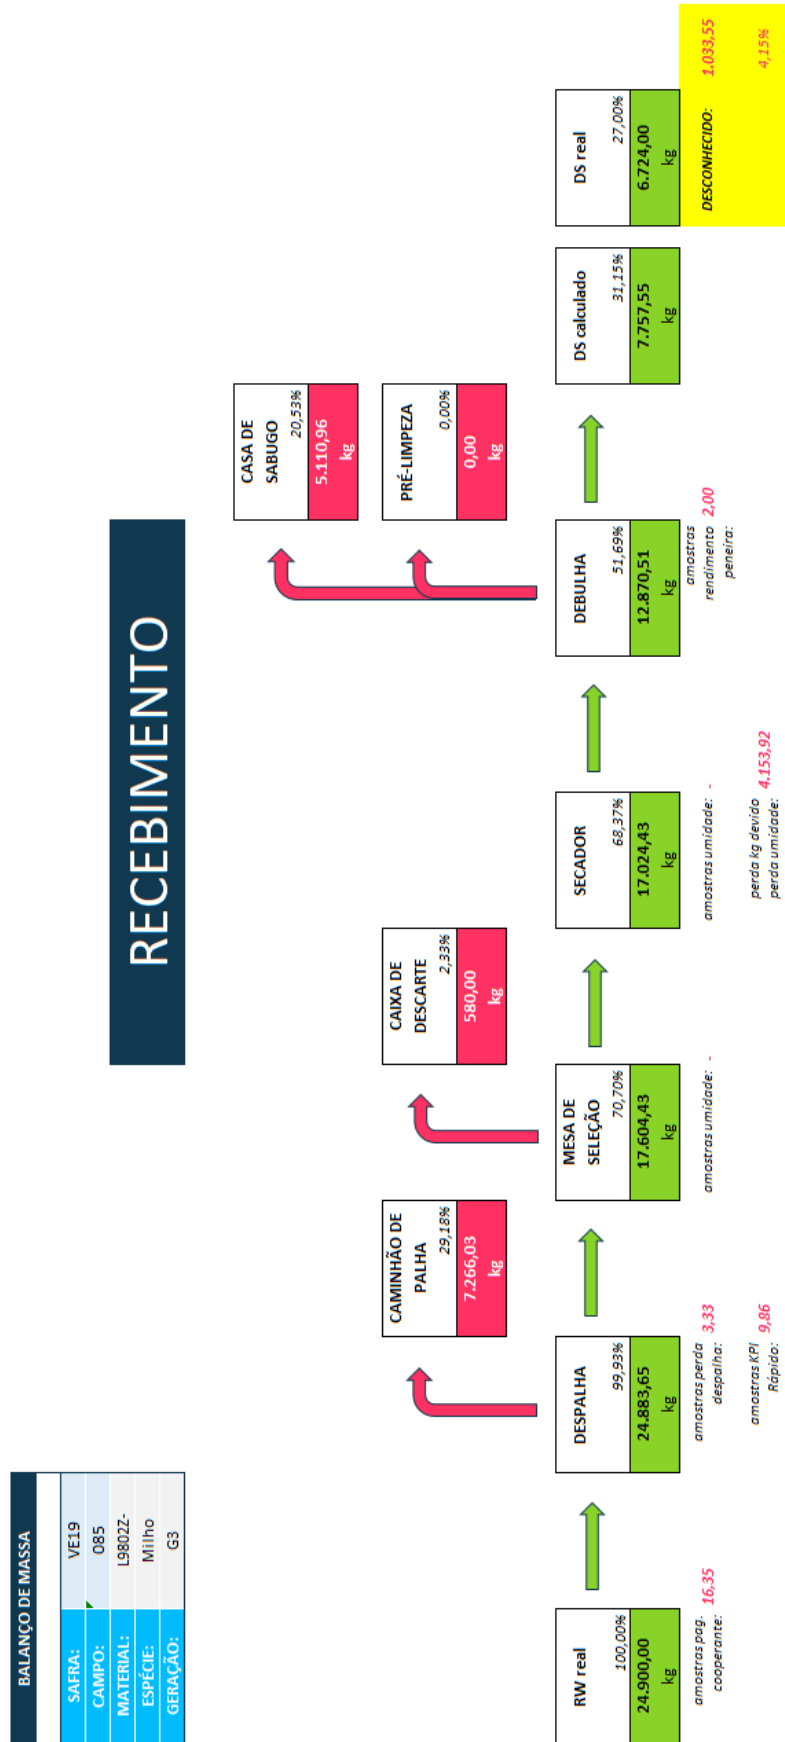 BALANÇO DE MASSA
SAFRA: VE19
CAMPO: 085
MATERIAL: L9802Z-
ESPÉCIE: Milho
GERAÇÃO: G3
RECEBIMENTO
CASA DE
SABUGO
20,53%
5.110,96
kg
CAMINHÃO DE
PALHA
29,18%
7.266,03
kg
CAIXA DE
DESCARTE
2,33%
580,00
kg
PRÉ-LIMPEZA
0,00%
0,00
kg
RW real
100,00%
24.900,00
kg
amostras pag.
cooperante: 16,35
DESPALHA
99,93%
24.883,65
kg
amostras perda
despalha: 3,33
amostras KPI
Rápido: 9,86
MESA DE
SELEÇÃO
70,70%
17.604,43
kg
amostras umidade: -
SECADOR
68,37%
17.024,43
kg
amostras umidade: -
perda kg devido
perda umidade: 4.153,92
DEBULHA
51,69%
12.870,51
kg
amostras
rendimento
peneira: 2,00
DS calculado
31,15%
7.757,55
kg
DS real
27,00%
6.724,00
kg
DESCONHECIDO: 1.033,55
4,15%